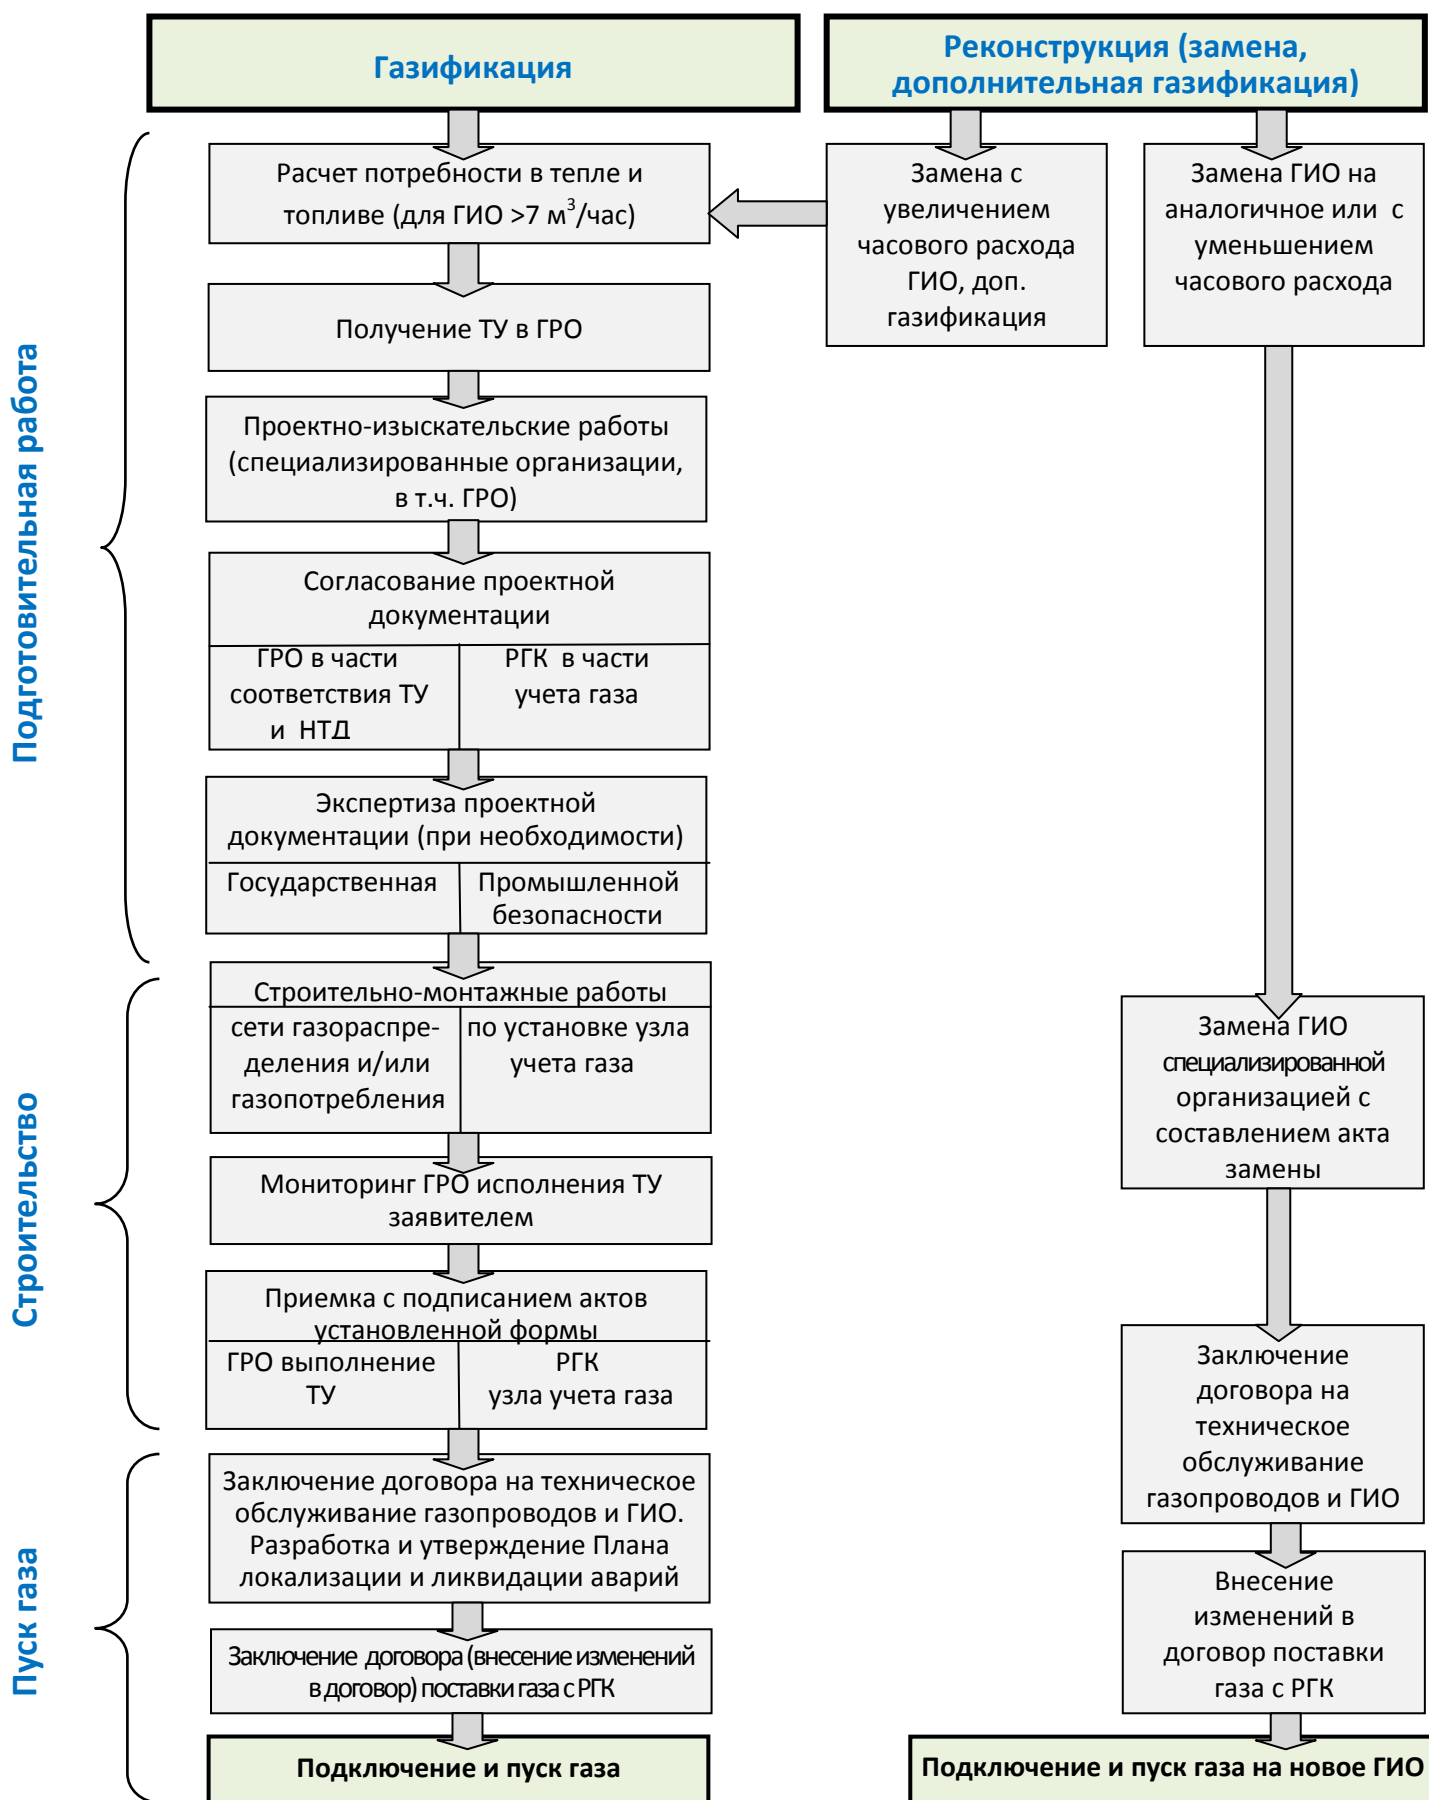 Газификация
Реконструкция (замена,
дополнительная газификация)
Подготовительная работа
Расчет потребности в тепле и
топливе (для ГИО >7 м³/час)
Замена с
увеличением
часового расхода
ГИО, доп.
газификация
Замена ГИО на
аналогичное или с
уменьшением
часового расхода
Получение ТУ в ГРО
Проектно-изыскательские работы
(специализированные организации,
в т.ч. ГРО)
Согласование проектной
документации
ГРО в части
соответствия ТУ
и НТД
РГК в части
учета газа
Экспертиза проектной
документации (при необходимости)
Государственная
Промышленной
безопасности
Строительство
Строительно-монтажные работы
сети газораспре-
деления и/или
газопотребления
по установке узла
учета газа
Замена ГИО
специализированной
организацией с
составлением акта
замены
Мониторинг ГРО исполнения ТУ
заявителем
Приемка с подписанием актов
установленной формы
ГРО выполнение
ТУ
РГК
узла учета газа
Заключение
договора на
техническое
обслуживание
газопроводов и ГИО
Пуск газа
Заключение договора на техническое
обслуживание газопроводов и ГИО.
Разработка и утверждение Плана
локализации и ликвидации аварий
Внесение
изменений в
договор поставки
газа с РГК
Заключение договора (внесение изменений
в договор) поставки газа с РГК
Подключение и пуск газа
Подключение и пуск газа на новое ГИО